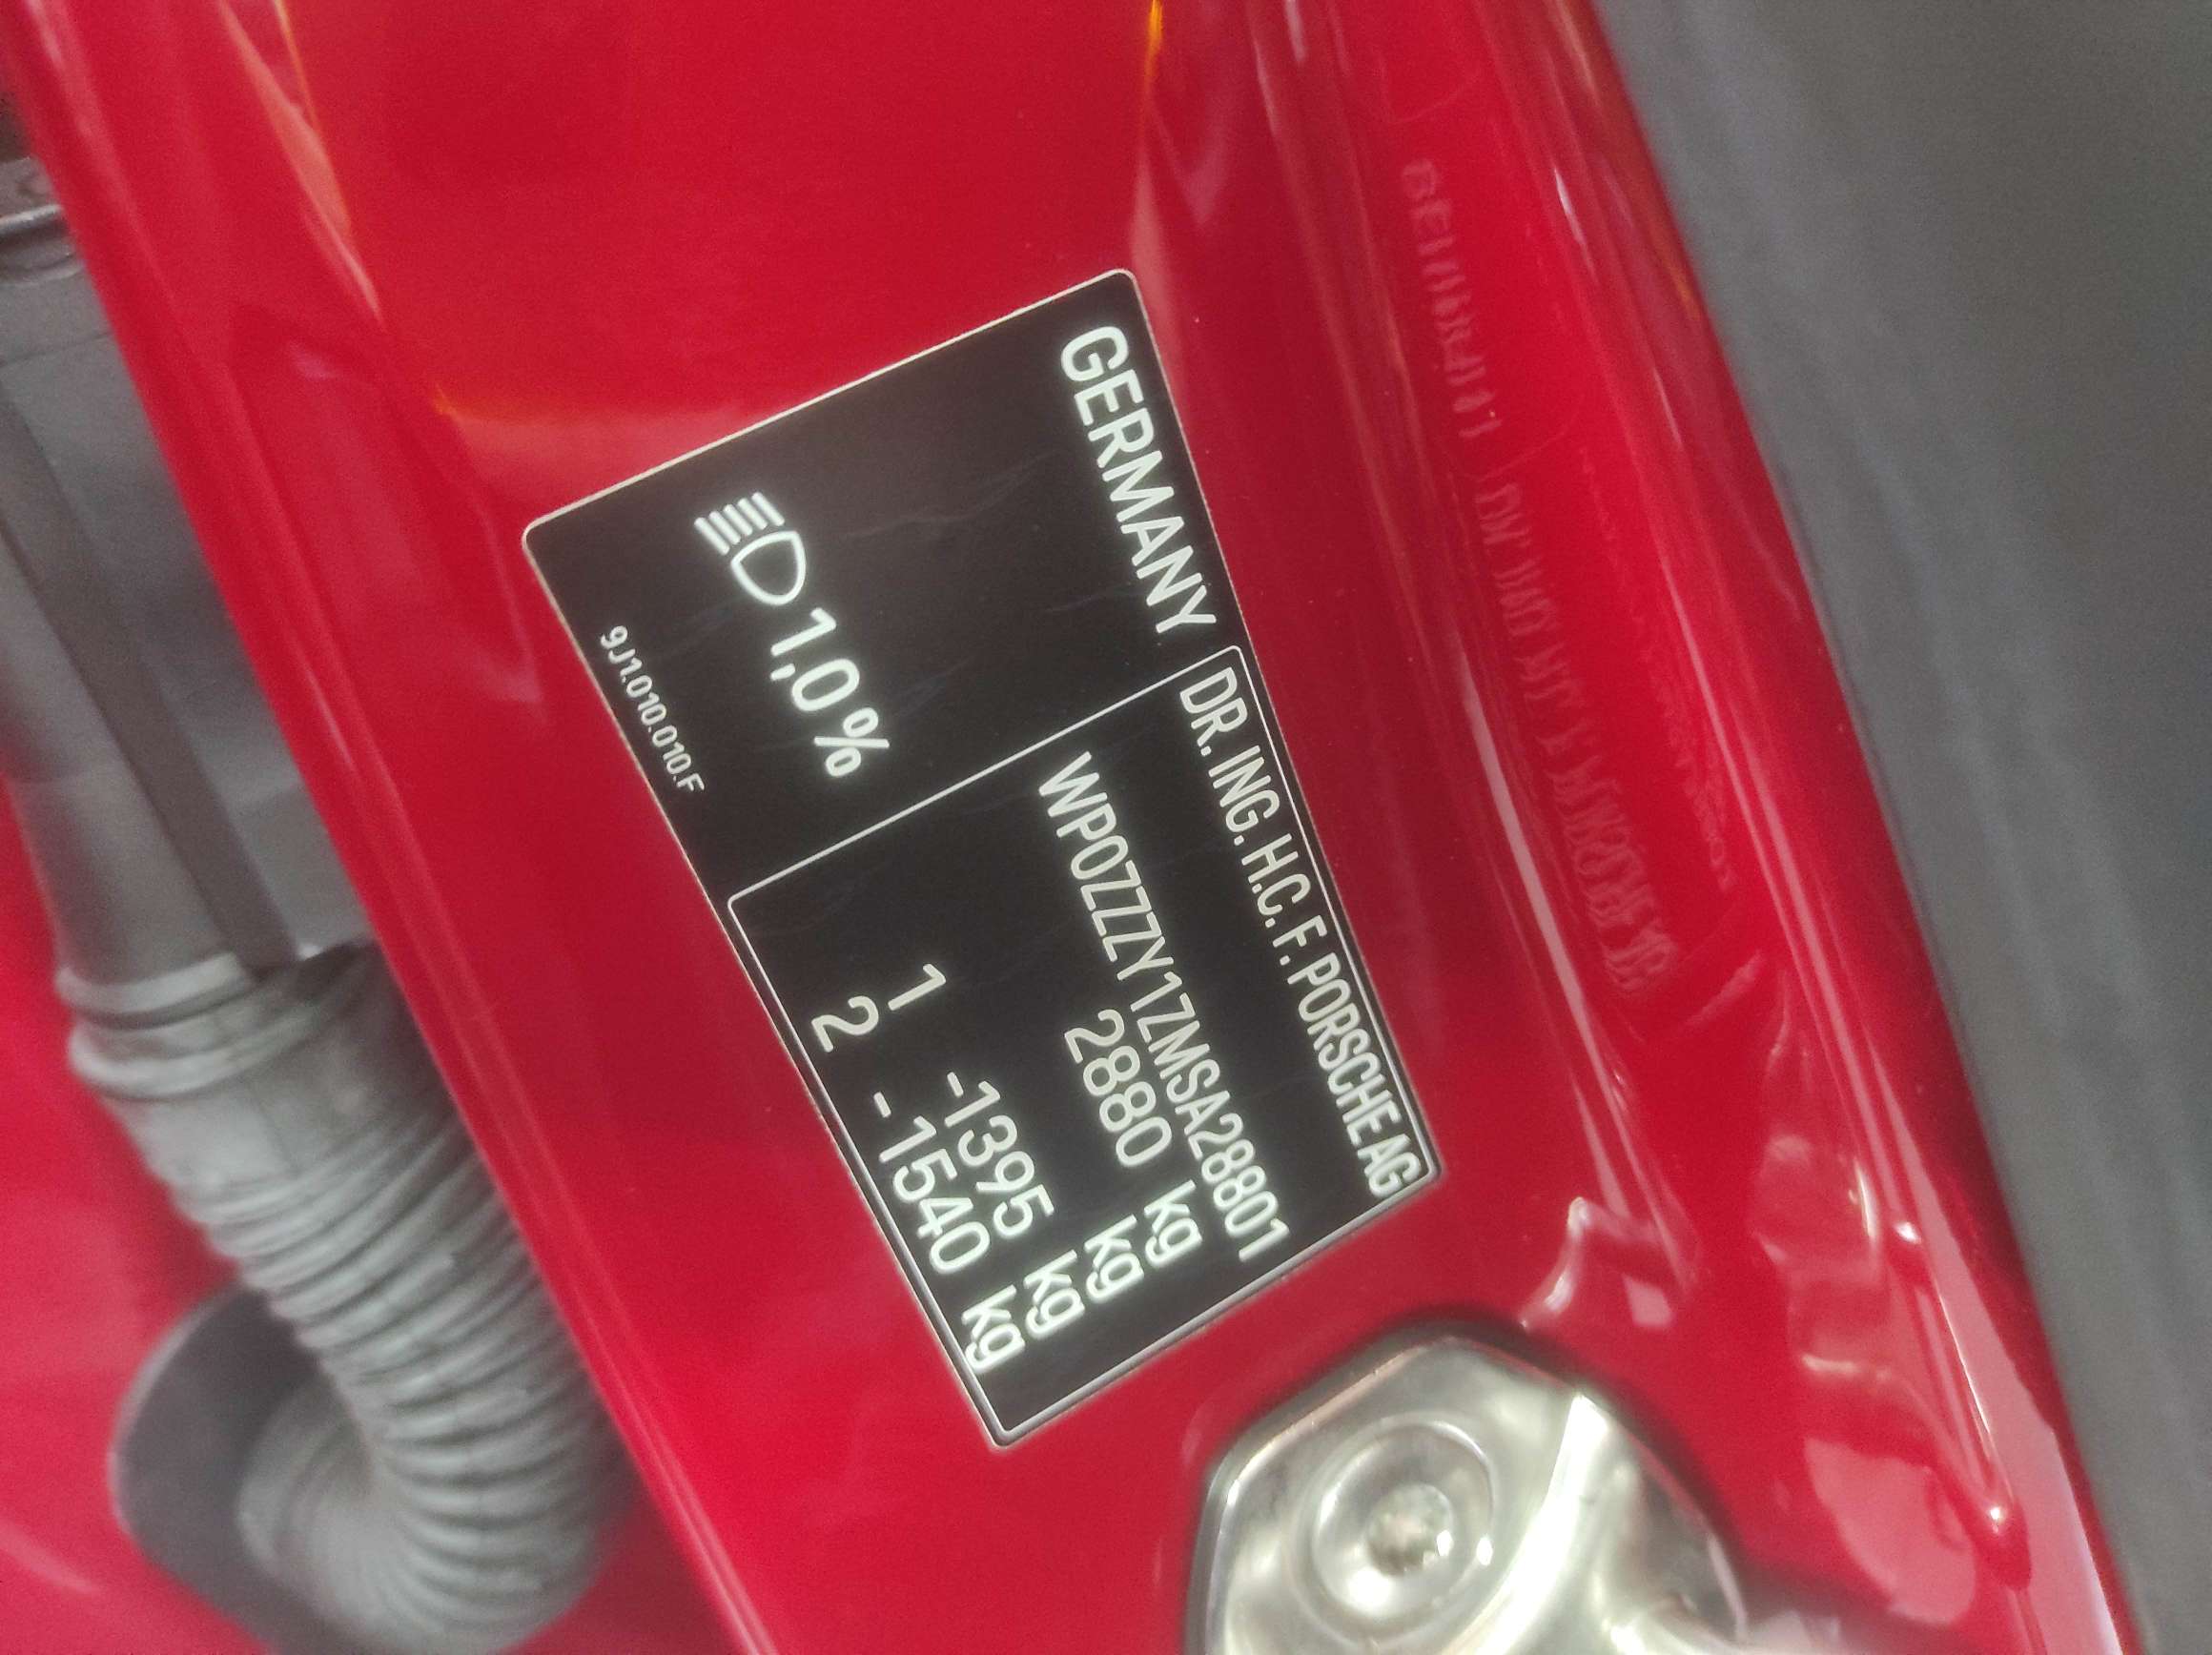 GERMANY
DR. ING. H.C. F. PORSCHE AG
WP0ZZZY1ZMSA28801
2880 kg
kg
1 -1395 kg
2 -1540 kg
1,0%
9J1.010.010.F